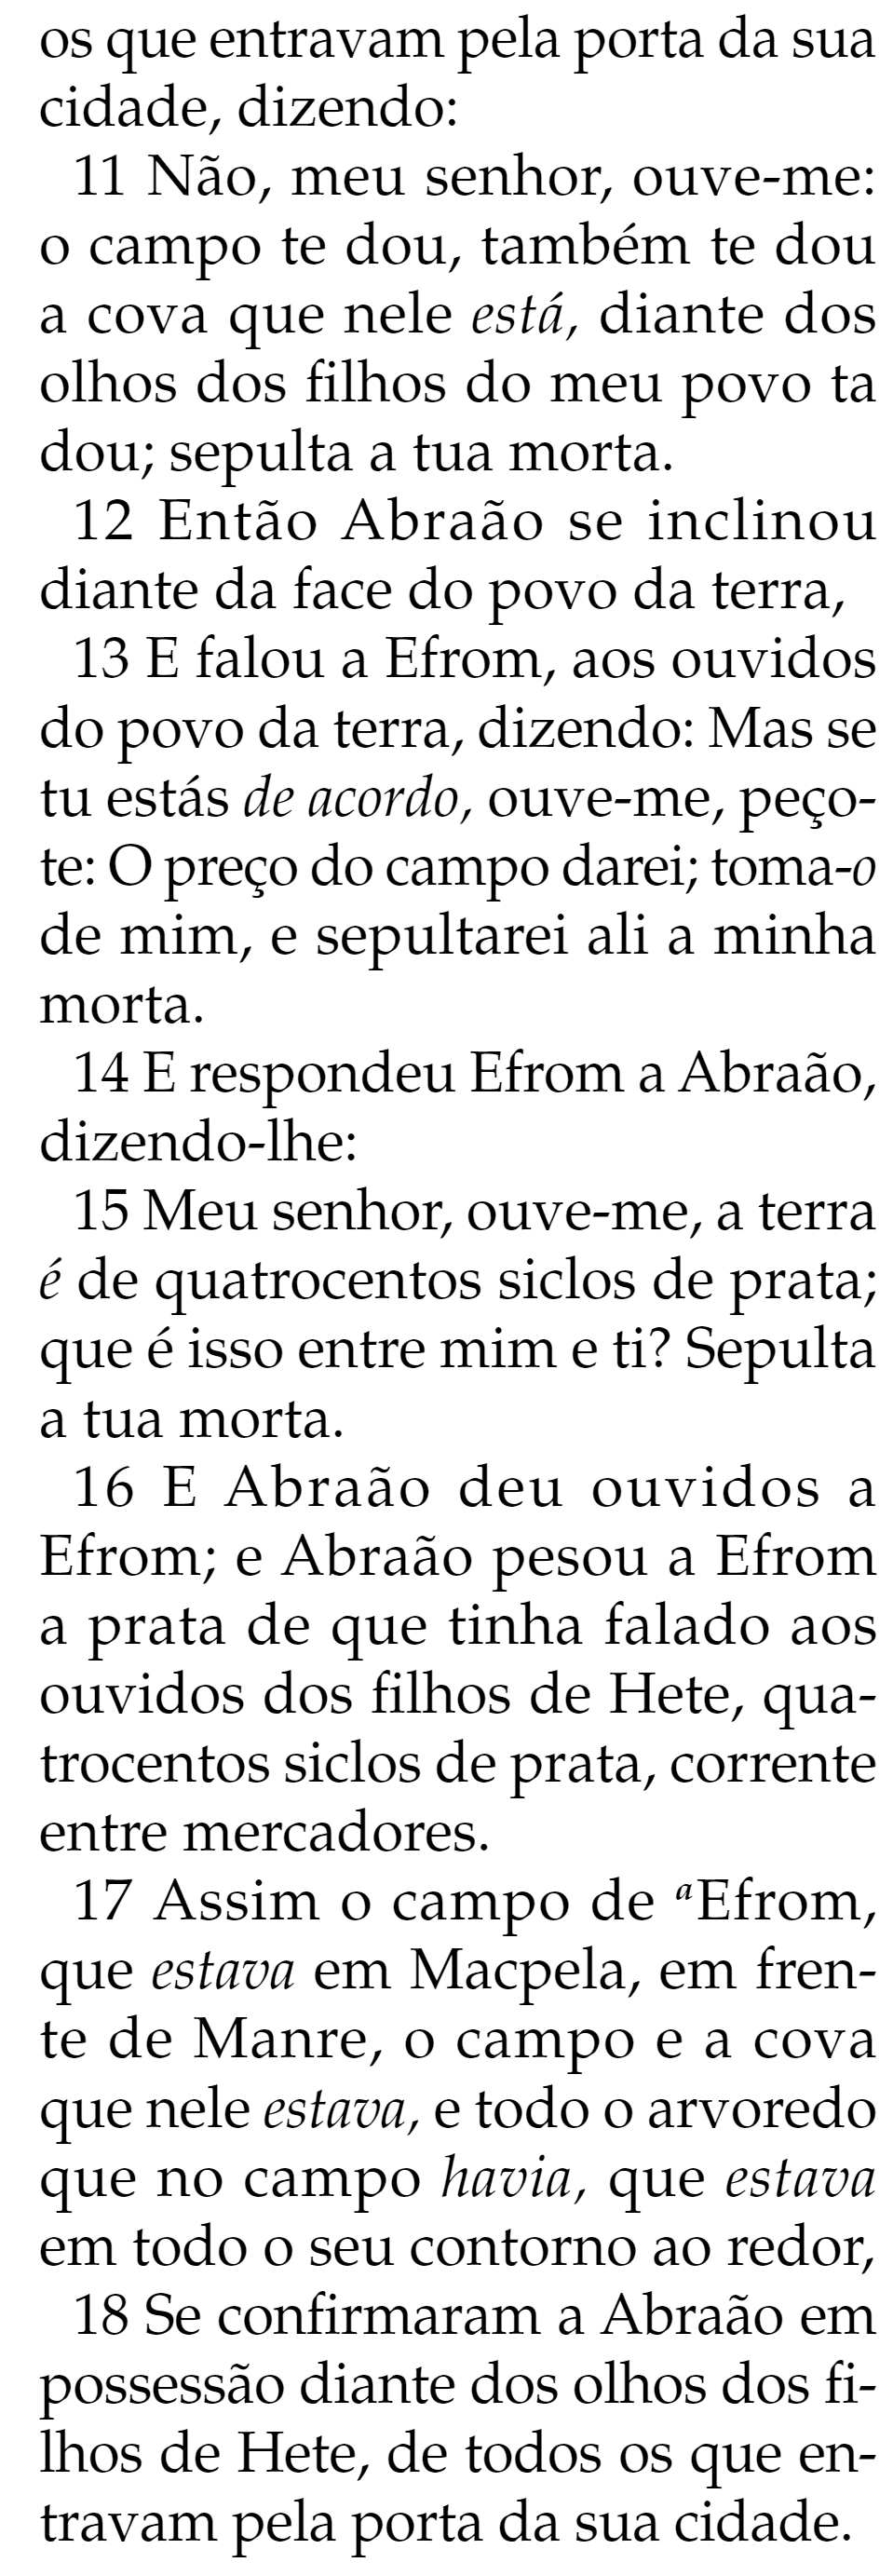 os que entravam pela porta da sua
cidade, dizendo:
11 Não, meu senhor, ouve-me:
o campo te dou, também te dou
a cova que nele está, diante dos
olhos dos filhos do meu povo ta
dou; sepulta a tua morta.
12 Então Abraão se inclinou
diante da face do povo da terra,
13 E falou a Efrom, aos ouvidos
do povo da terra, dizendo: Mas se
tu estás de acordo, ouve-me, peço-
te: O preço do campo darei; toma-o
de mim, e sepultarei ali a minha
morta.
14 E respondeu Efrom a Abraão,
dizendo-lhe:
15 Meu senhor, ouve-me, a terra
é de quatrocentos siclos de prata;
que é isso entre mim e ti? Sepulta
a tua morta.
16 E Abraão deu ouvidos a
Efrom; e Abraão pesou a Efrom
a prata de que tinha falado aos
ouvidos dos filhos de Hete, qua-
trocentos siclos de prata, corrente
entre mercadores.
17 Assim o campo de aEfrom,
que estava em Macpela, em fren-
te de Manre, o campo e a cova
que nele estava, e todo o arvoredo
que no campo havia, que estava
em todo o seu contorno ao redor,
18 Se confirmaram a Abraão em
possessão diante dos olhos dos fi-
lhos de Hete, de todos os que en-
travam pela porta da sua cidade.